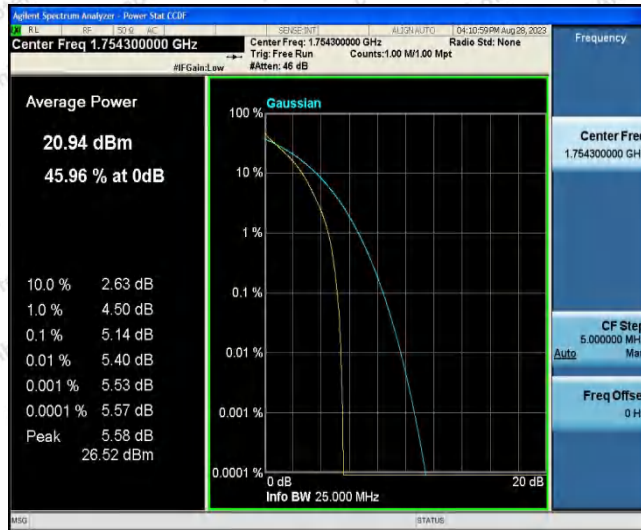 Agilent Spectrum Analyzer - Power Stat CCDF
RL RF 50 Ω AC SENSE:INT ALIGN AUTO 04:10:59 PM Aug 28, 2023
Center Freq 1.754300000 GHz
Center Freq: 1.754300000 GHz Radio Std: None
Trig: Free Run Counts:1.00 M/1.00 Mpt
#IFGain:Low #Atten: 46 dB
Frequency
Average Power
20.94 dBm
45.96 % at 0dB
10.0 % 2.63 dB
1.0 % 4.50 dB
0.1 % 5.14 dB
0.01 % 5.40 dB
0.001 % 5.53 dB
0.0001 % 5.57 dB
Peak 5.58 dB
26.52 dBm
Gaussian
100 %
10 %
1 %
0.1 %
0.01 %
0.001 %
0.0001 %
0 dB 20 dB
Info BW 25.000 MHz
Center Fre
1.754300000 GH
CF Step
5.000000 MH
Auto Ma
Freq Offse
0 H
MSG STATUS